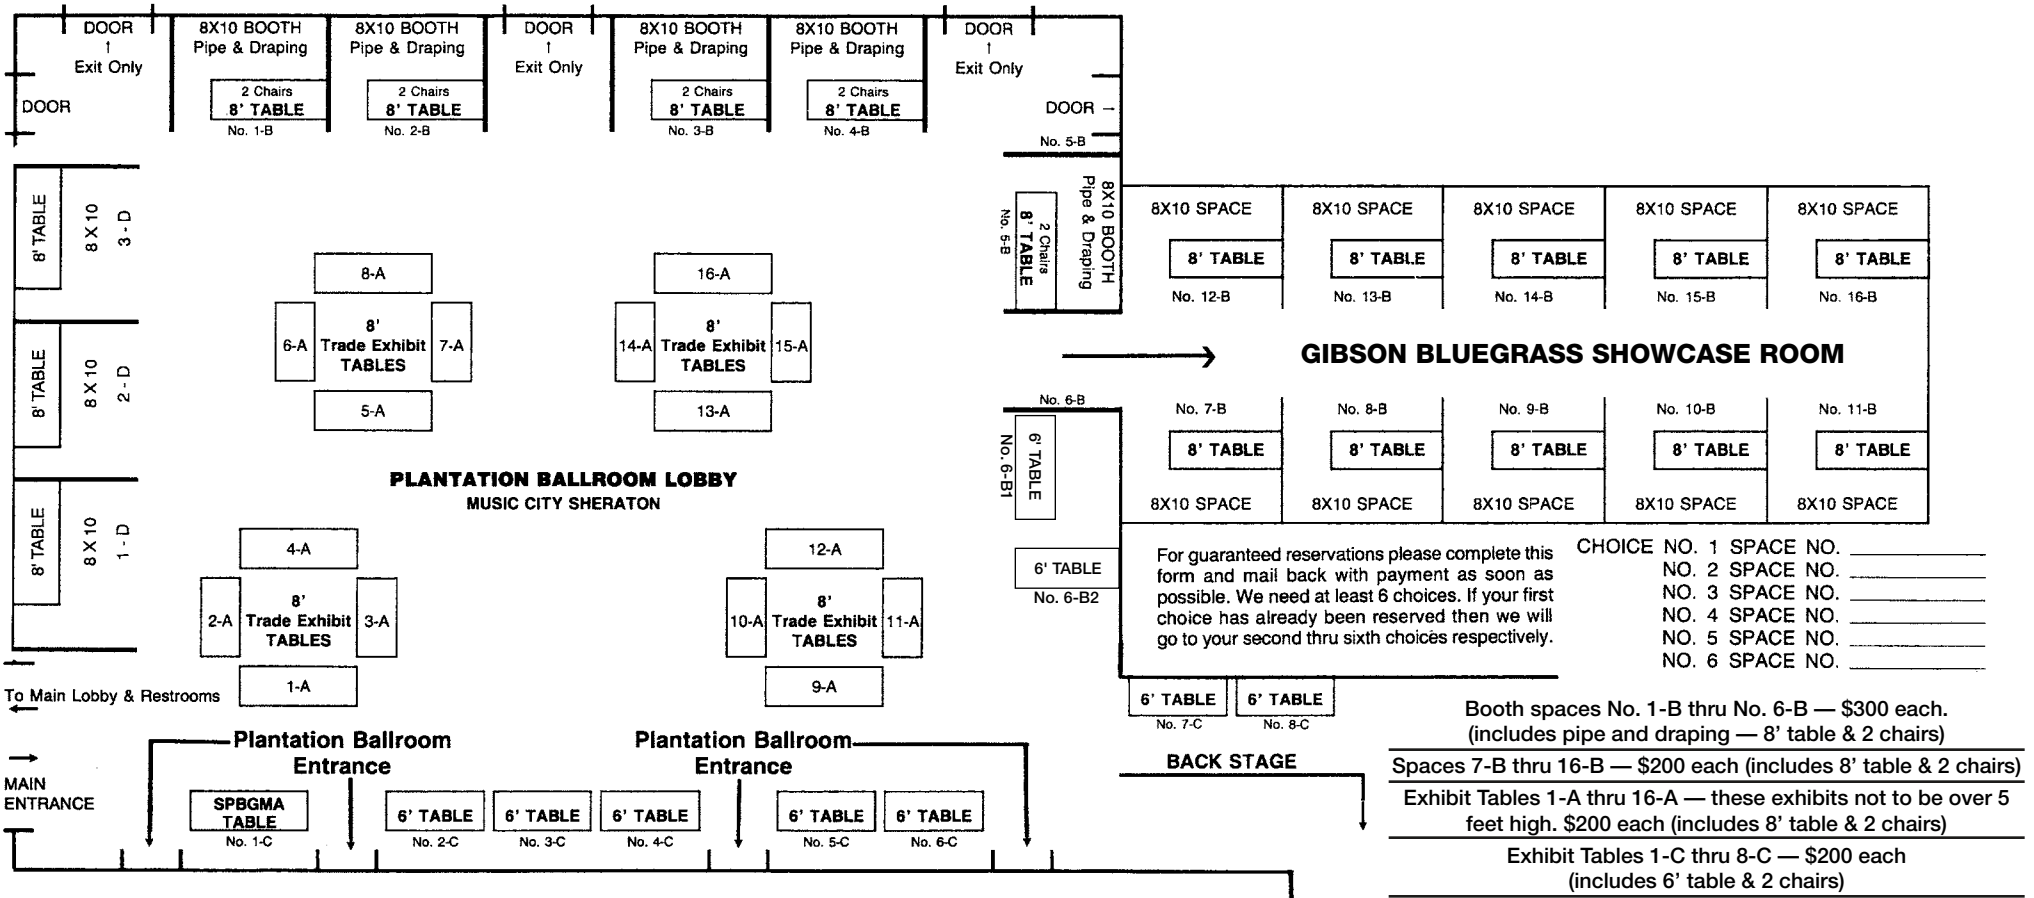 DOOR
↑
Exit Only
8X10 BOOTH
Pipe & Draping
2 Chairs
8' TABLE
No. 1-B
8X10 BOOTH
Pipe & Draping
2 Chairs
8' TABLE
No. 2-B
DOOR
↑
Exit Only
8X10 BOOTH
Pipe & Draping
2 Chairs
8' TABLE
No. 3-B
8X10 BOOTH
Pipe & Draping
2 Chairs
8' TABLE
No. 4-B
DOOR
↑
Exit Only
DOOR
DOOR →
No. 5-B
8X10 BOOTH
Pipe & Draping
2 Chairs
8' TABLE
No. 5-B
8' TABLE
8 X 10
3 - D
8' TABLE
8 X 10
2 - D
8' TABLE
8 X 10
1 - D
8-A
6-A
8'
Trade Exhibit
TABLES
7-A
5-A
16-A
14-A
8'
Trade Exhibit
TABLES
15-A
13-A
8X10 SPACE
8' TABLE
No. 12-B
8X10 SPACE
8' TABLE
No. 13-B
8X10 SPACE
8' TABLE
No. 14-B
8X10 SPACE
8' TABLE
No. 15-B
8X10 SPACE
8' TABLE
No. 16-B
GIBSON BLUEGRASS SHOWCASE ROOM
No. 7-B
8' TABLE
8X10 SPACE
No. 8-B
8' TABLE
8X10 SPACE
No. 9-B
8' TABLE
8X10 SPACE
No. 10-B
8' TABLE
8X10 SPACE
No. 11-B
8' TABLE
8X10 SPACE
No. 6-B
6' TABLE
No. 6-B1
6' TABLE
No. 6-B2
PLANTATION BALLROOM LOBBY
MUSIC CITY SHERATON
4-A
2-A
8'
Trade Exhibit
TABLES
3-A
1-A
12-A
10-A
8'
Trade Exhibit
TABLES
11-A
9-A
For guaranteed reservations please complete this
form and mail back with payment as soon as
possible. We need at least 6 choices. If your first
choice has already been reserved then we will
go to your second thru sixth choices respectively.
CHOICE NO. 1 SPACE NO.
NO. 2 SPACE NO.
NO. 3 SPACE NO.
NO. 4 SPACE NO.
NO. 5 SPACE NO.
NO. 6 SPACE NO.
To Main Lobby & Restrooms
MAIN
ENTRANCE
Plantation Ballroom
Entrance
Plantation Ballroom
Entrance
SPBGMA
TABLE
No. 1-C
6' TABLE
No. 2-C
6' TABLE
No. 3-C
6' TABLE
No. 4-C
6' TABLE
No. 5-C
6' TABLE
No. 6-C
6' TABLE
No. 7-C
6' TABLE
No. 8-C
BACK STAGE
Booth spaces No. 1-B thru No. 6-B — $300 each.
(includes pipe and draping — 8' table & 2 chairs)
Spaces 7-B thru 16-B — $200 each (includes 8' table & 2 chairs)
Exhibit Tables 1-A thru 16-A — these exhibits not to be over 5
feet high. $200 each (includes 8' table & 2 chairs)
Exhibit Tables 1-C thru 8-C — $200 each
(includes 6' table & 2 chairs)